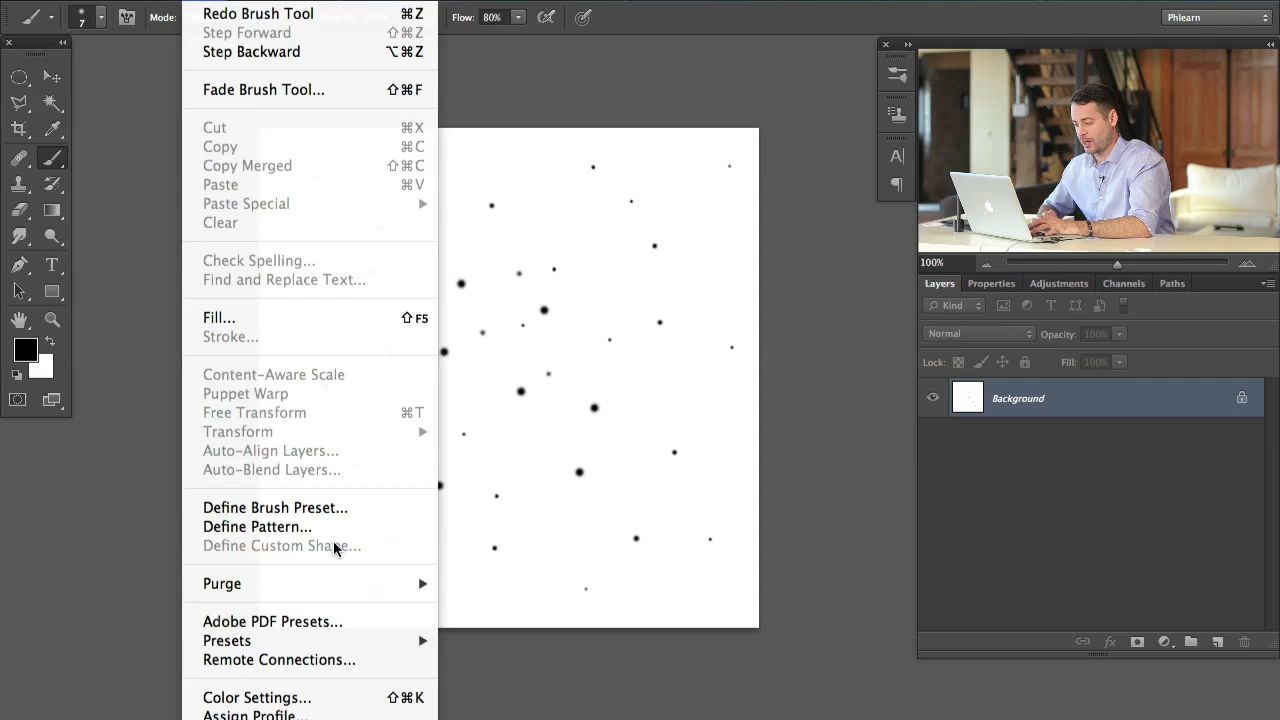 7
Mode:
Flow: 80%
Phlearn
Redo Brush Tool ⌘Z
Step Forward ⇧⌘Z
Step Backward ⌥⌘Z
Fade Brush Tool... ⇧⌘F
Cut ⌘X
Copy ⌘C
Copy Merged ⇧⌘C
Paste ⌘V
Paste Special
Clear
Check Spelling...
Find and Replace Text...
Fill... ⇧F5
Stroke...
Content-Aware Scale
Puppet Warp
Free Transform ⌘T
Transform
Auto-Align Layers...
Auto-Blend Layers...
Define Brush Preset...
Define Pattern...
Define Custom Shape...
Purge
Adobe PDF Presets...
Presets
Remote Connections...
Color Settings... ⇧⌘K
Assign Profile...
100%
Layers Properties Adjustments Channels Paths
Kind
Normal Opacity: 100%
Lock: Fill: 100%
Background